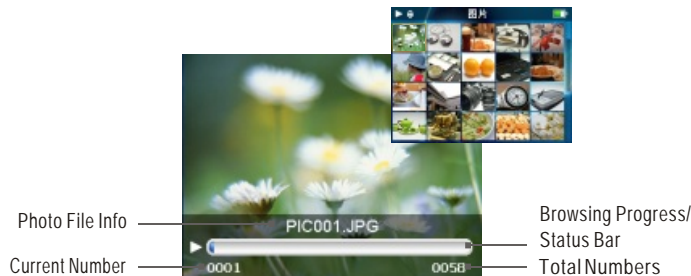 图片
PIC001.JPG
Photo File Info
Browsing Progress/
Status Bar
Current Number
0001
0058
Total Numbers